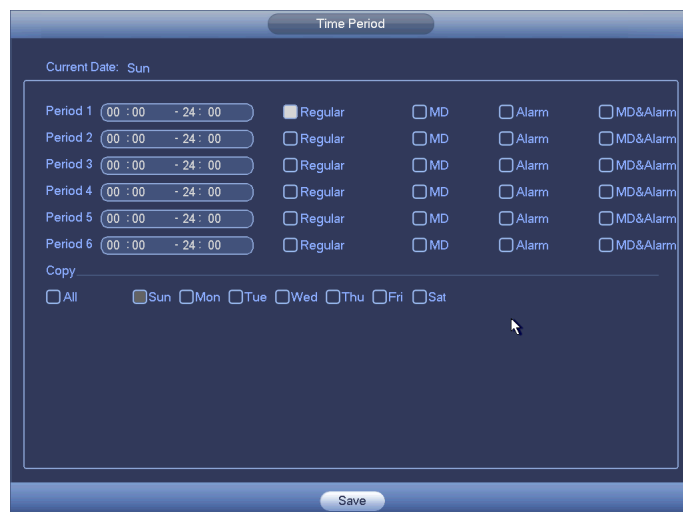 Time Period
Current Date: Sun
Period 1 00 : 00 - 24 : 00 Regular MD Alarm MD&Alarm
Period 2 00 : 00 - 24 : 00 Regular MD Alarm MD&Alarm
Period 3 00 : 00 - 24 : 00 Regular MD Alarm MD&Alarm
Period 4 00 : 00 - 24 : 00 Regular MD Alarm MD&Alarm
Period 5 00 : 00 - 24 : 00 Regular MD Alarm MD&Alarm
Period 6 00 : 00 - 24 : 00 Regular MD Alarm MD&Alarm
Copy
All Sun Mon Tue Wed Thu Fri Sat
Save